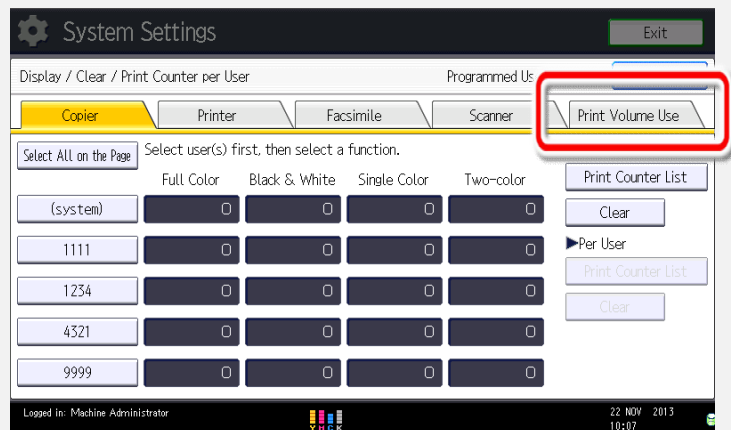 System Settings Exit
Display / Clear / Print Counter per User Programmed Us
Copier Printer Facsimile Scanner Print Volume Use
Select All on the Page Select user(s) first, then select a function.
Full Color Black & White Single Color Two-color Print Counter List
(system) 0 0 0 0 Clear
►Per User
1111 0 0 0 0
Print Counter List
1234 0 0 0 0 Clear
4321 0 0 0 0
9999 0 0 0 0
Logged in: Machine Administrator 22 NOV 2013
Y M C K 10:07